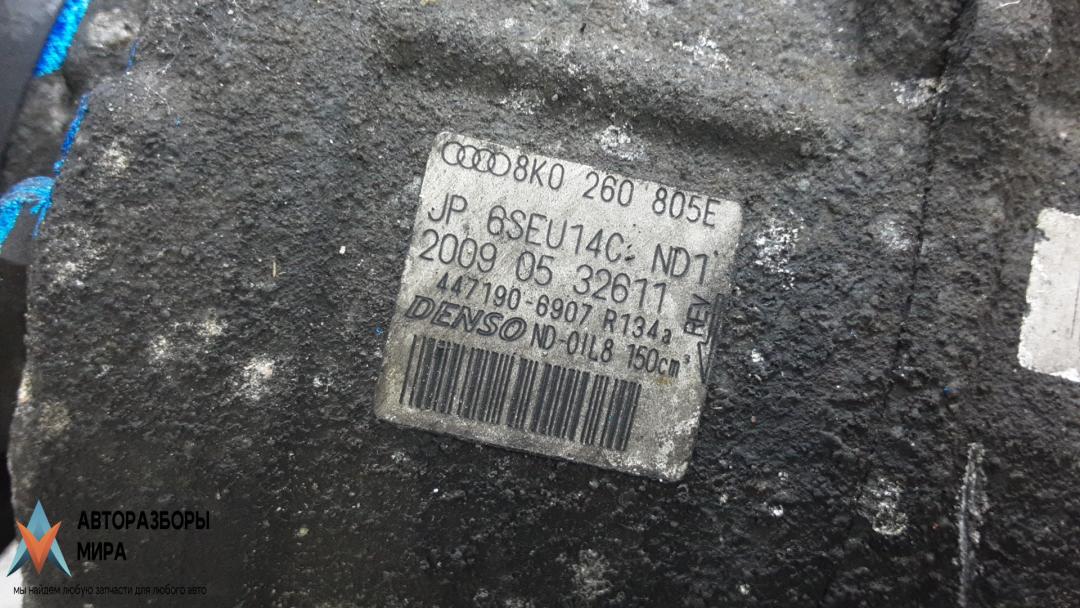 8K0 260 805E
JP 6SEU14C ND1
2009 05 32611
447190-6907 R134a
DENSO ND-OIL8 150cm³
REV
АВТОРАЗБОРЫ
МИРА
мы найдем любую запчасти для любого авто